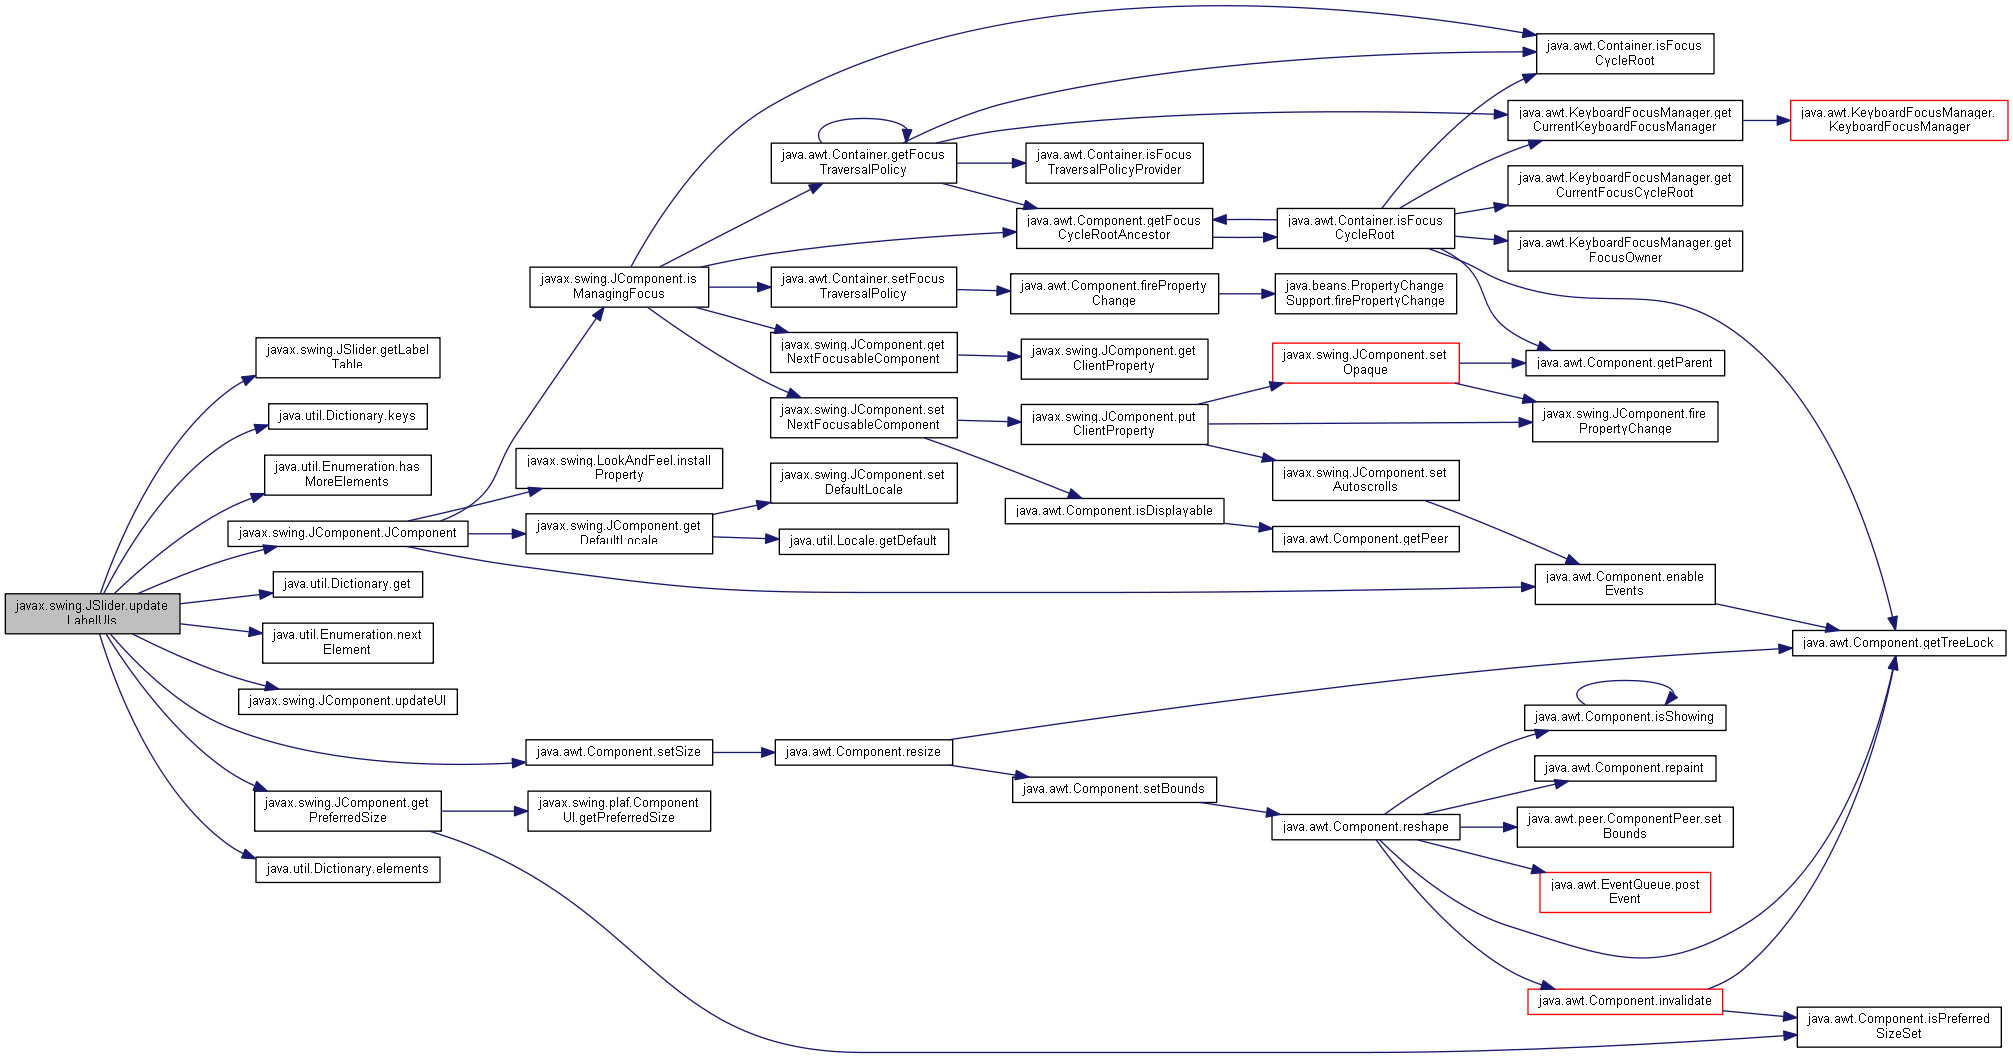 javax.swing.JSlider.update
LabelUIs
javax.swing.JSlider.getLabel
Table
java.util.Dictionary.keys
java.util.Enumeration.has
MoreElements
javax.swing.JComponent.JComponent
java.util.Dictionary.get
java.util.Enumeration.next
Element
javax.swing.JComponent.updateUI
javax.swing.JComponent.get
PreferredSize
java.util.Dictionary.elements
javax.swing.JComponent.is
ManagingFocus
javax.swing.LookAndFeel.install
Property
javax.swing.JComponent.get
DefaultLocale
java.awt.Component.setSize
javax.swing.plaf.Component
UI.getPreferredSize
java.awt.Container.getFocus
TraversalPolicy
java.awt.Container.setFocus
TraversalPolicy
javax.swing.JComponent.get
NextFocusableComponent
javax.swing.JComponent.set
NextFocusableComponent
javax.swing.JComponent.set
DefaultLocale
java.util.Locale.getDefault
java.awt.Component.resize
java.awt.Container.isFocus
TraversalPolicyProvider
java.awt.Component.getFocus
CycleRootAncestor
java.awt.Component.fireProperty
Change
javax.swing.JComponent.get
ClientProperty
javax.swing.JComponent.put
ClientProperty
java.awt.Component.isDisplayable
java.awt.Component.setBounds
java.awt.Container.isFocus
CycleRoot
java.beans.PropertyChange
Support.firePropertyChange
javax.swing.JComponent.set
Opaque
javax.swing.JComponent.set
Autoscrolls
java.awt.Component.getPeer
java.awt.Component.reshape
java.awt.Container.isFocus
CycleRoot
java.awt.KeyboardFocusManager.get
CurrentKeyboardFocusManager
java.awt.KeyboardFocusManager.get
CurrentFocusCycleRoot
java.awt.KeyboardFocusManager.get
FocusOwner
java.awt.Component.getParent
javax.swing.JComponent.fire
PropertyChange
java.awt.Component.enable
Events
java.awt.Component.isShowing
java.awt.Component.repaint
java.awt.peer.ComponentPeer.set
Bounds
java.awt.EventQueue.post
Event
java.awt.Component.invalidate
java.awt.KeyboardFocusManager.
KeyboardFocusManager
java.awt.Component.getTreeLock
java.awt.Component.isPreferred
SizeSet